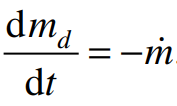 dm_d/dt = −ṁ